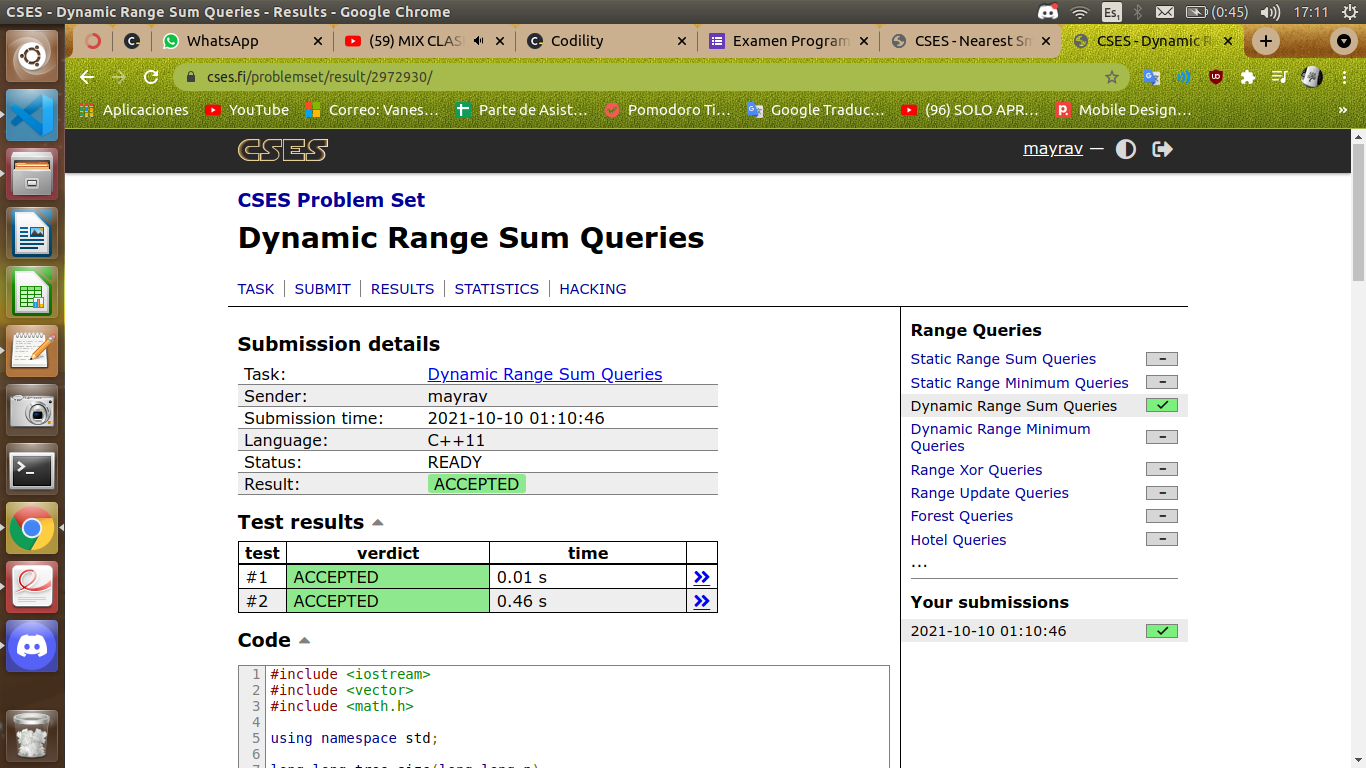 CSES - Dynamic Range Sum Queries - Results - Google Chrome
Es1 (0:45) 17:11
WhatsApp × (59) MIX CLAS × Codility × Examen Program × CSES - Nearest Sm × CSES - Dynamic R ×
cses.fi/problemset/result/2972930/
Aplicaciones YouTube Correo: Vanes... Parte de Asist... Pomodoro Ti... Google Traduc... (96) SOLO APR... Mobile Design... »
CSES mayrav —
CSES Problem Set
Dynamic Range Sum Queries
TASK | SUBMIT | RESULTS | STATISTICS | HACKING
Submission details
Task: Dynamic Range Sum Queries
Sender: mayrav
Submission time: 2021-10-10 01:10:46
Language: C++11
Status: READY
Result: ACCEPTED
Test results
test verdict time
#1 ACCEPTED 0.01 s »
#2 ACCEPTED 0.46 s »
Code
1 #include <iostream>
2 #include <vector>
3 #include <math.h>
4
5 using namespace std;
6
7 long long tree_size(long long n)
Range Queries
Static Range Sum Queries –
Static Range Minimum Queries –
Dynamic Range Sum Queries ✓
Dynamic Range Minimum
Queries –
Range Xor Queries –
Range Update Queries –
Forest Queries –
Hotel Queries –
...
Your submissions
2021-10-10 01:10:46 ✓